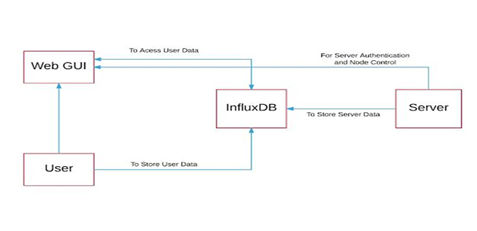 To Acess User Data
For Server Authentication
and Node Control
Web GUI
InfluxDB
Server
To Store Server Data
User
To Store User Data